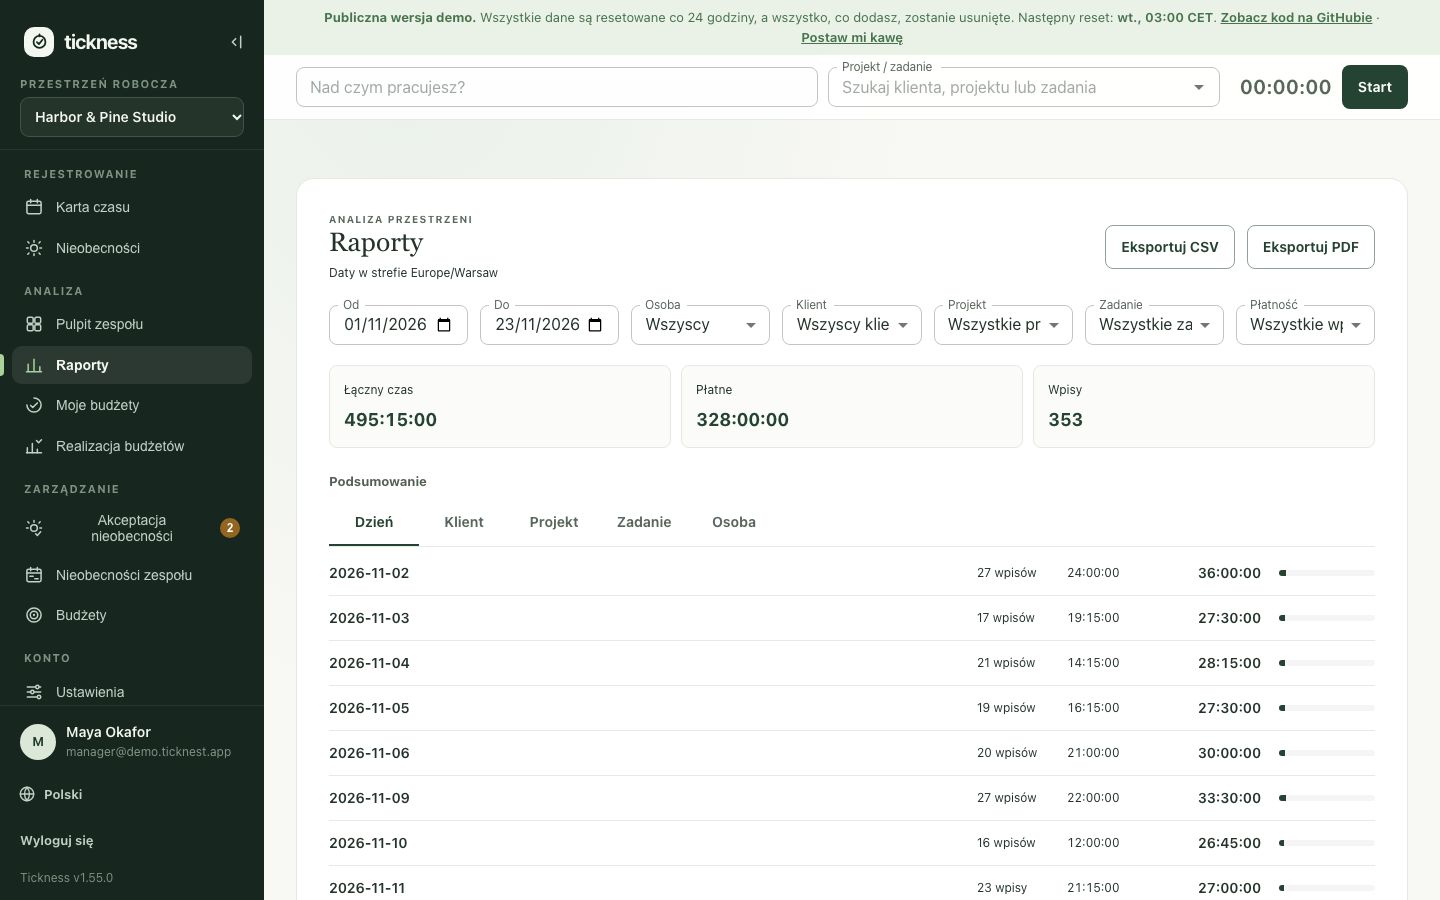 tickness
PRZESTRZEŃ ROBOCZA
Harbor & Pine Studio
REJESTROWANIE
Karta czasu
Nieobecności
ANALIZA
Pulpit zespołu
Raporty
Moje budżety
Realizacja budżetów
ZARZĄDZANIE
Akceptacja
nieobecności
2
Nieobecności zespołu
Budżety
KONTO
Ustawienia
M
Maya Okafor
manager@demo.ticknest.app
Polski
Wyloguj się
Tickness v1.55.0
Publiczna wersja demo. Wszystkie dane są resetowane co 24 godziny, a wszystko, co dodasz, zostanie usunięte. Następny reset: wt., 03:00 CET. Zobacz kod na GitHubie ·
Postaw mi kawę
Nad czym pracujesz?
Projekt / zadanie
Szukaj klienta, projektu lub zadania
00:00:00
Start
ANALIZA PRZESTRZENI
Raporty
Daty w strefie Europe/Warsaw
Eksportuj CSV
Eksportuj PDF
Od
01/11/2026
Do
23/11/2026
Osoba
Wszyscy
Klient
Wszyscy klie
Projekt
Wszystkie pr
Zadanie
Wszystkie za
Płatność
Wszystkie wp
Łączny czas
495:15:00
Płatne
328:00:00
Wpisy
353
Podsumowanie
Dzień Klient Projekt Zadanie Osoba
2026-11-02 27 wpisów 24:00:00 36:00:00
2026-11-03 17 wpisów 19:15:00 27:30:00
2026-11-04 21 wpisów 14:15:00 28:15:00
2026-11-05 19 wpisów 16:15:00 27:30:00
2026-11-06 20 wpisów 21:00:00 30:00:00
2026-11-09 27 wpisów 22:00:00 33:30:00
2026-11-10 16 wpisów 12:00:00 26:45:00
2026-11-11 23 wpisy 21:15:00 27:00:00